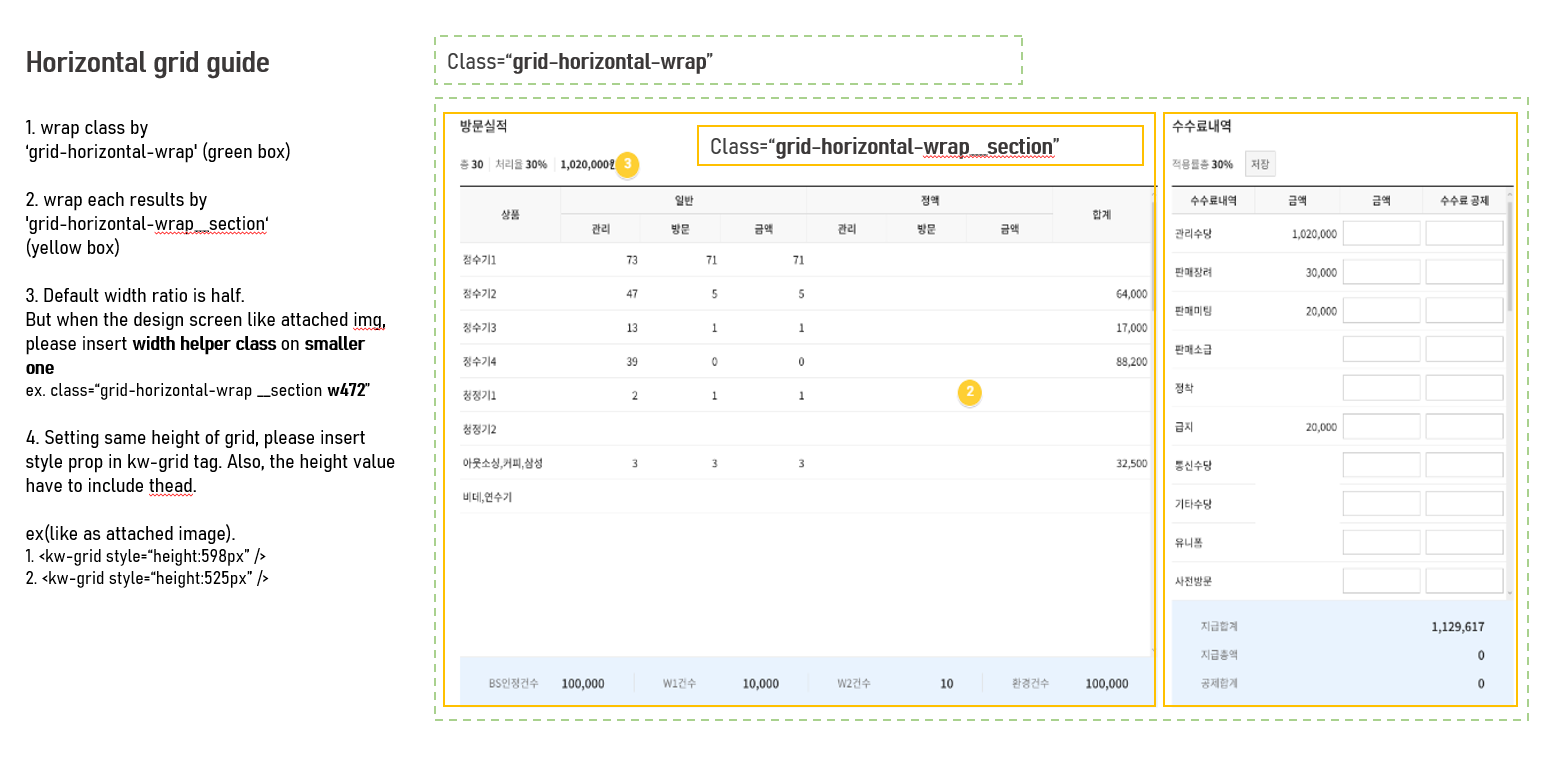 Horizontal grid guide
1. wrap class by
‘grid-horizontal-wrap' (green box)
2. wrap each results by
'grid-horizontal-wrap__section‘
(yellow box)
3. Default width ratio is half.
But when the design screen like attached img,
please insert width helper class on smaller
one
ex. class=“grid-horizontal-wrap __section w472”
4. Setting same height of grid, please insert
style prop in kw-grid tag. Also, the height value
have to include thead.
ex(like as attached image).
1. <kw-grid style=“height:598px” />
2. <kw-grid style=“height:525px” />
Class=“grid-horizontal-wrap”
방문실적
Class=“grid-horizontal-wrap__section”
총 30 처리율 30% 1,020,000원
3
상품 일반 정액 합계
관리 방문 금액 관리 방문 금액
정수기1 73 71 71
정수기2 47 5 5 64,000
정수기3 13 1 1 17,000
정수기4 39 0 0 88,200
청정기1 2 1 1
2
청정기2
아웃소싱,커피,삼성 3 3 3 32,500
비데,연수기
BS인정건수 100,000 W1건수 10,000 W2건수 10 환경건수 100,000
수수료내역
적용률총 30% 저장
수수료내역 금액 금액 수수료 공제
관리수당 1,020,000
판매장려 30,000
판매미팅 20,000
판매소급
정착
급지 20,000
통신수당
기타수당
유니폼
사전방문
지급합계 1,129,617
지급총액 0
공제합계 0